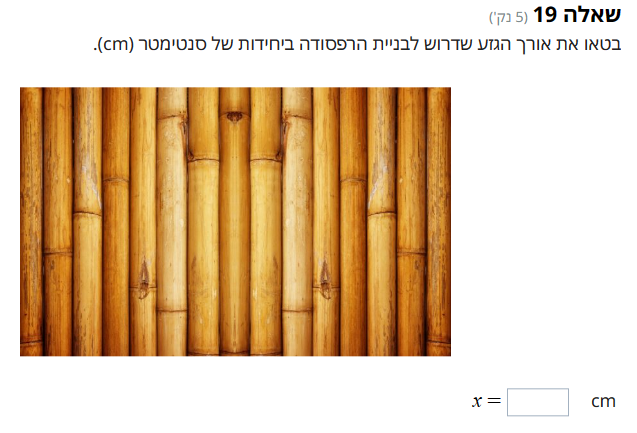 שאלה 19 (5 נק')
בטאו את אורך הגזע שדרוש לבניית הרפסודה ביחידות של סנטימטר (cm).
x = cm